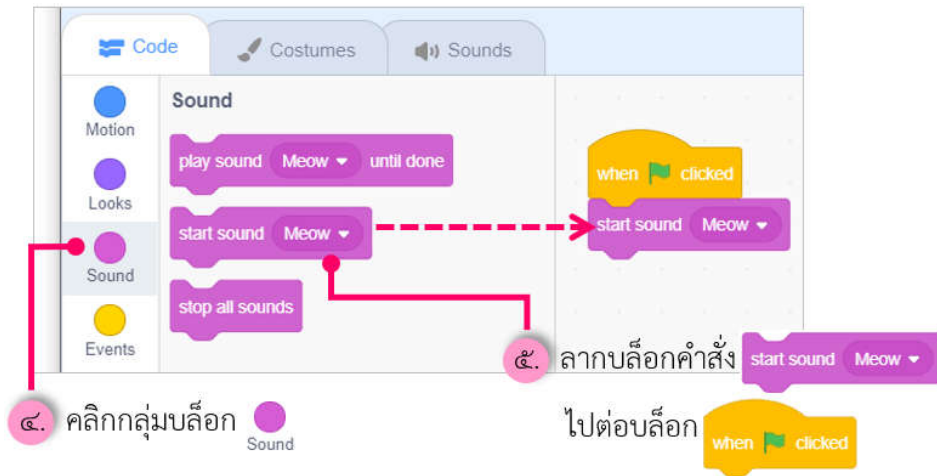 Code Costumes Sounds
Motion
Looks
Sound
Events
Sound
play sound Meow until done
start sound Meow
stop all sounds
when clicked
start sound Meow
๔. คลิกกลุ่มบล็อก Sound
๕. ลากบล็อกคำสั่ง start sound Meow
ไปต่อบล็อก when clicked